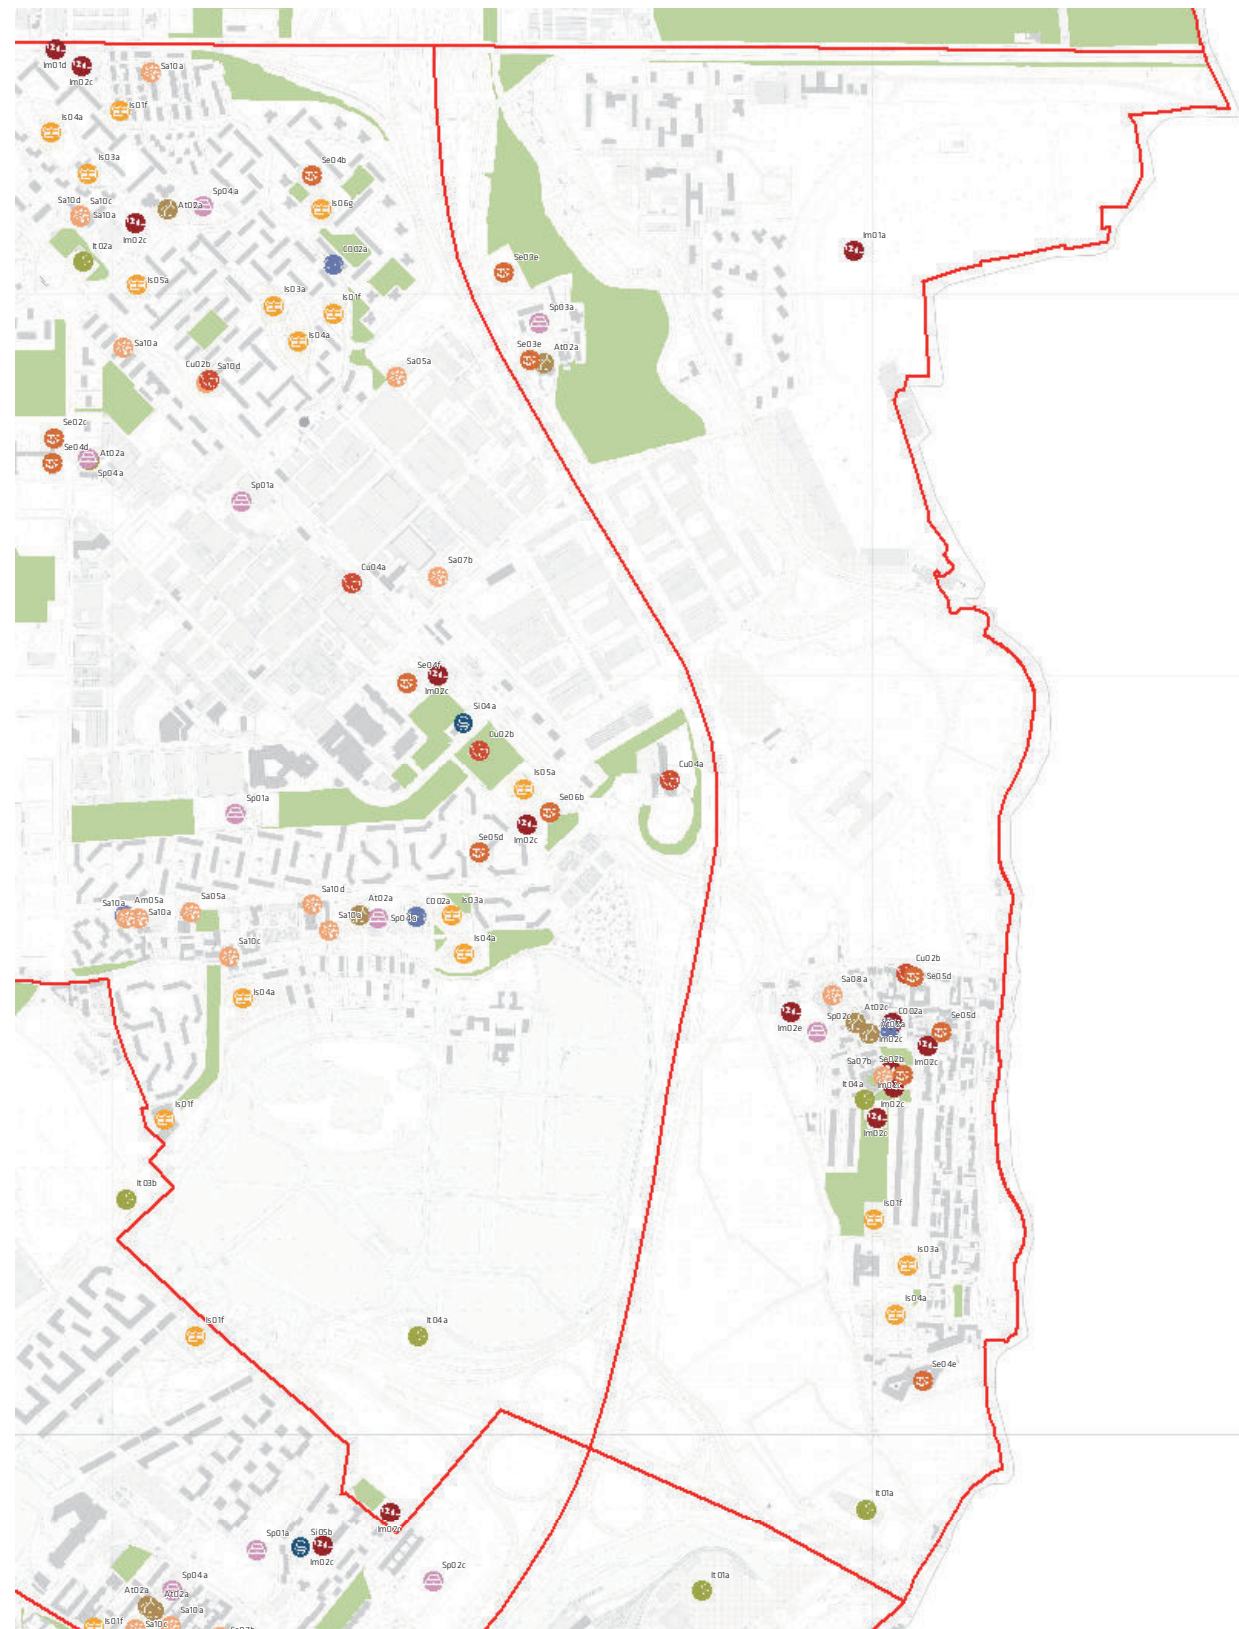 Im01d
Im02c
Sa10a
Is01f
Is04a
Is03a
Se04b
Sa10d
Sa10c
Sa10a
At02a
Sp04a
Is06g
Im02c
It02a
C002a
Im01a
Se03e
Is05a
Is03a
Is01f
Sp03a
Is04a
Sa10a
Se03e
At02a
Cu02b
Sa10d
Sa05a
Se02c
Se04d
At02a
Sp04a
Sp01a
Cu04a
Sa07b
Se04f
Im02c
Si04a
Cu02b
Cu04a
Is05a
Sp01a
Se06b
Im02c
Se05d
Sa10a
Am05a
Sa10a
Sa05a
Sa10d
At02a
C002a
Is03a
Sa10a
Sp04a
Is04a
Sa10c
Cu02b
Se05d
Sa08a
Is04a
At02c
C002a
Se05d
Im02e
Im02c
Im02c
Sa07b
Se02b
It04a
Im02c
Is01f
Im02c
It03b
Is01f
Is03a
Is04a
Is01f
It04a
Se04e
It01a
Im02c
Sp01a
Si05b
Im02c
Sp02c
It01a
Sp04a
At02a
At02a
Sa10a
Is01f
Sa10c